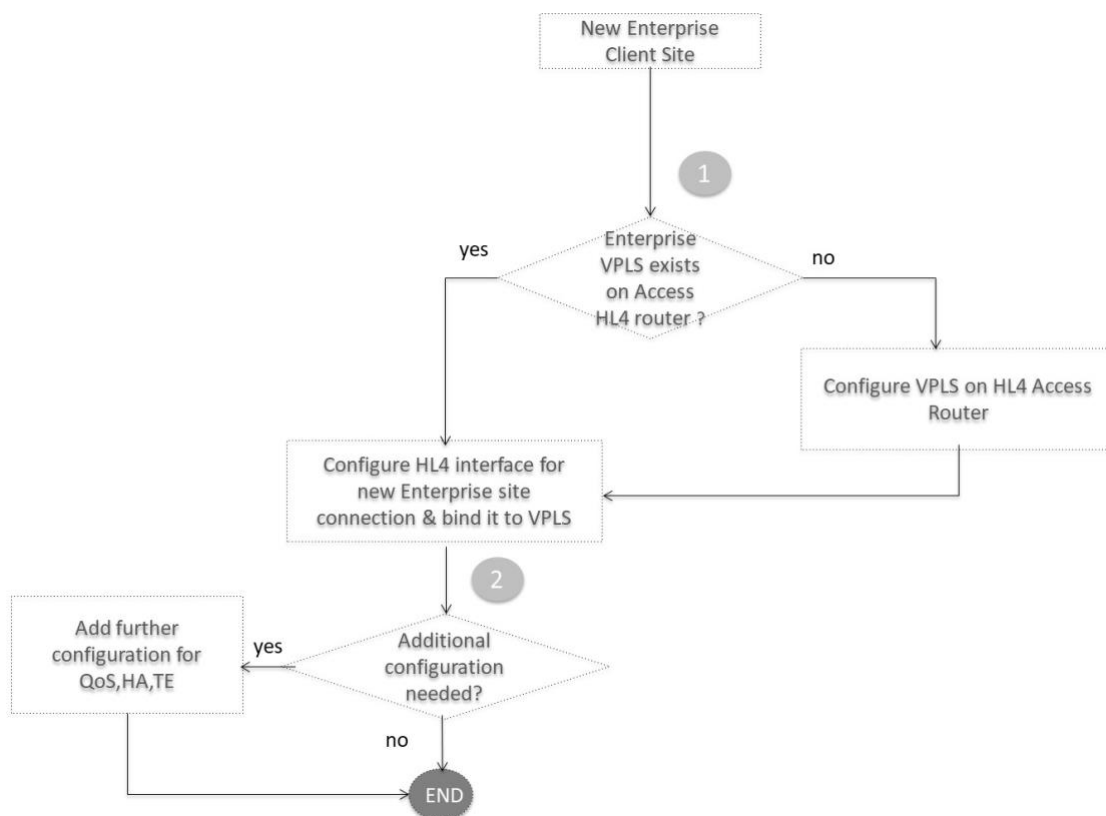 New Enterprise
Client Site
1
yes
Enterprise
VPLS exists
on Access
HL4 router ?
no
Configure VPLS on HL4 Access
Router
Configure HL4 interface for
new Enterprise site
connection & bind it to VPLS
2
Add further
configuration for
QoS,HA,TE
yes
Additional
configuration
needed?
no
END